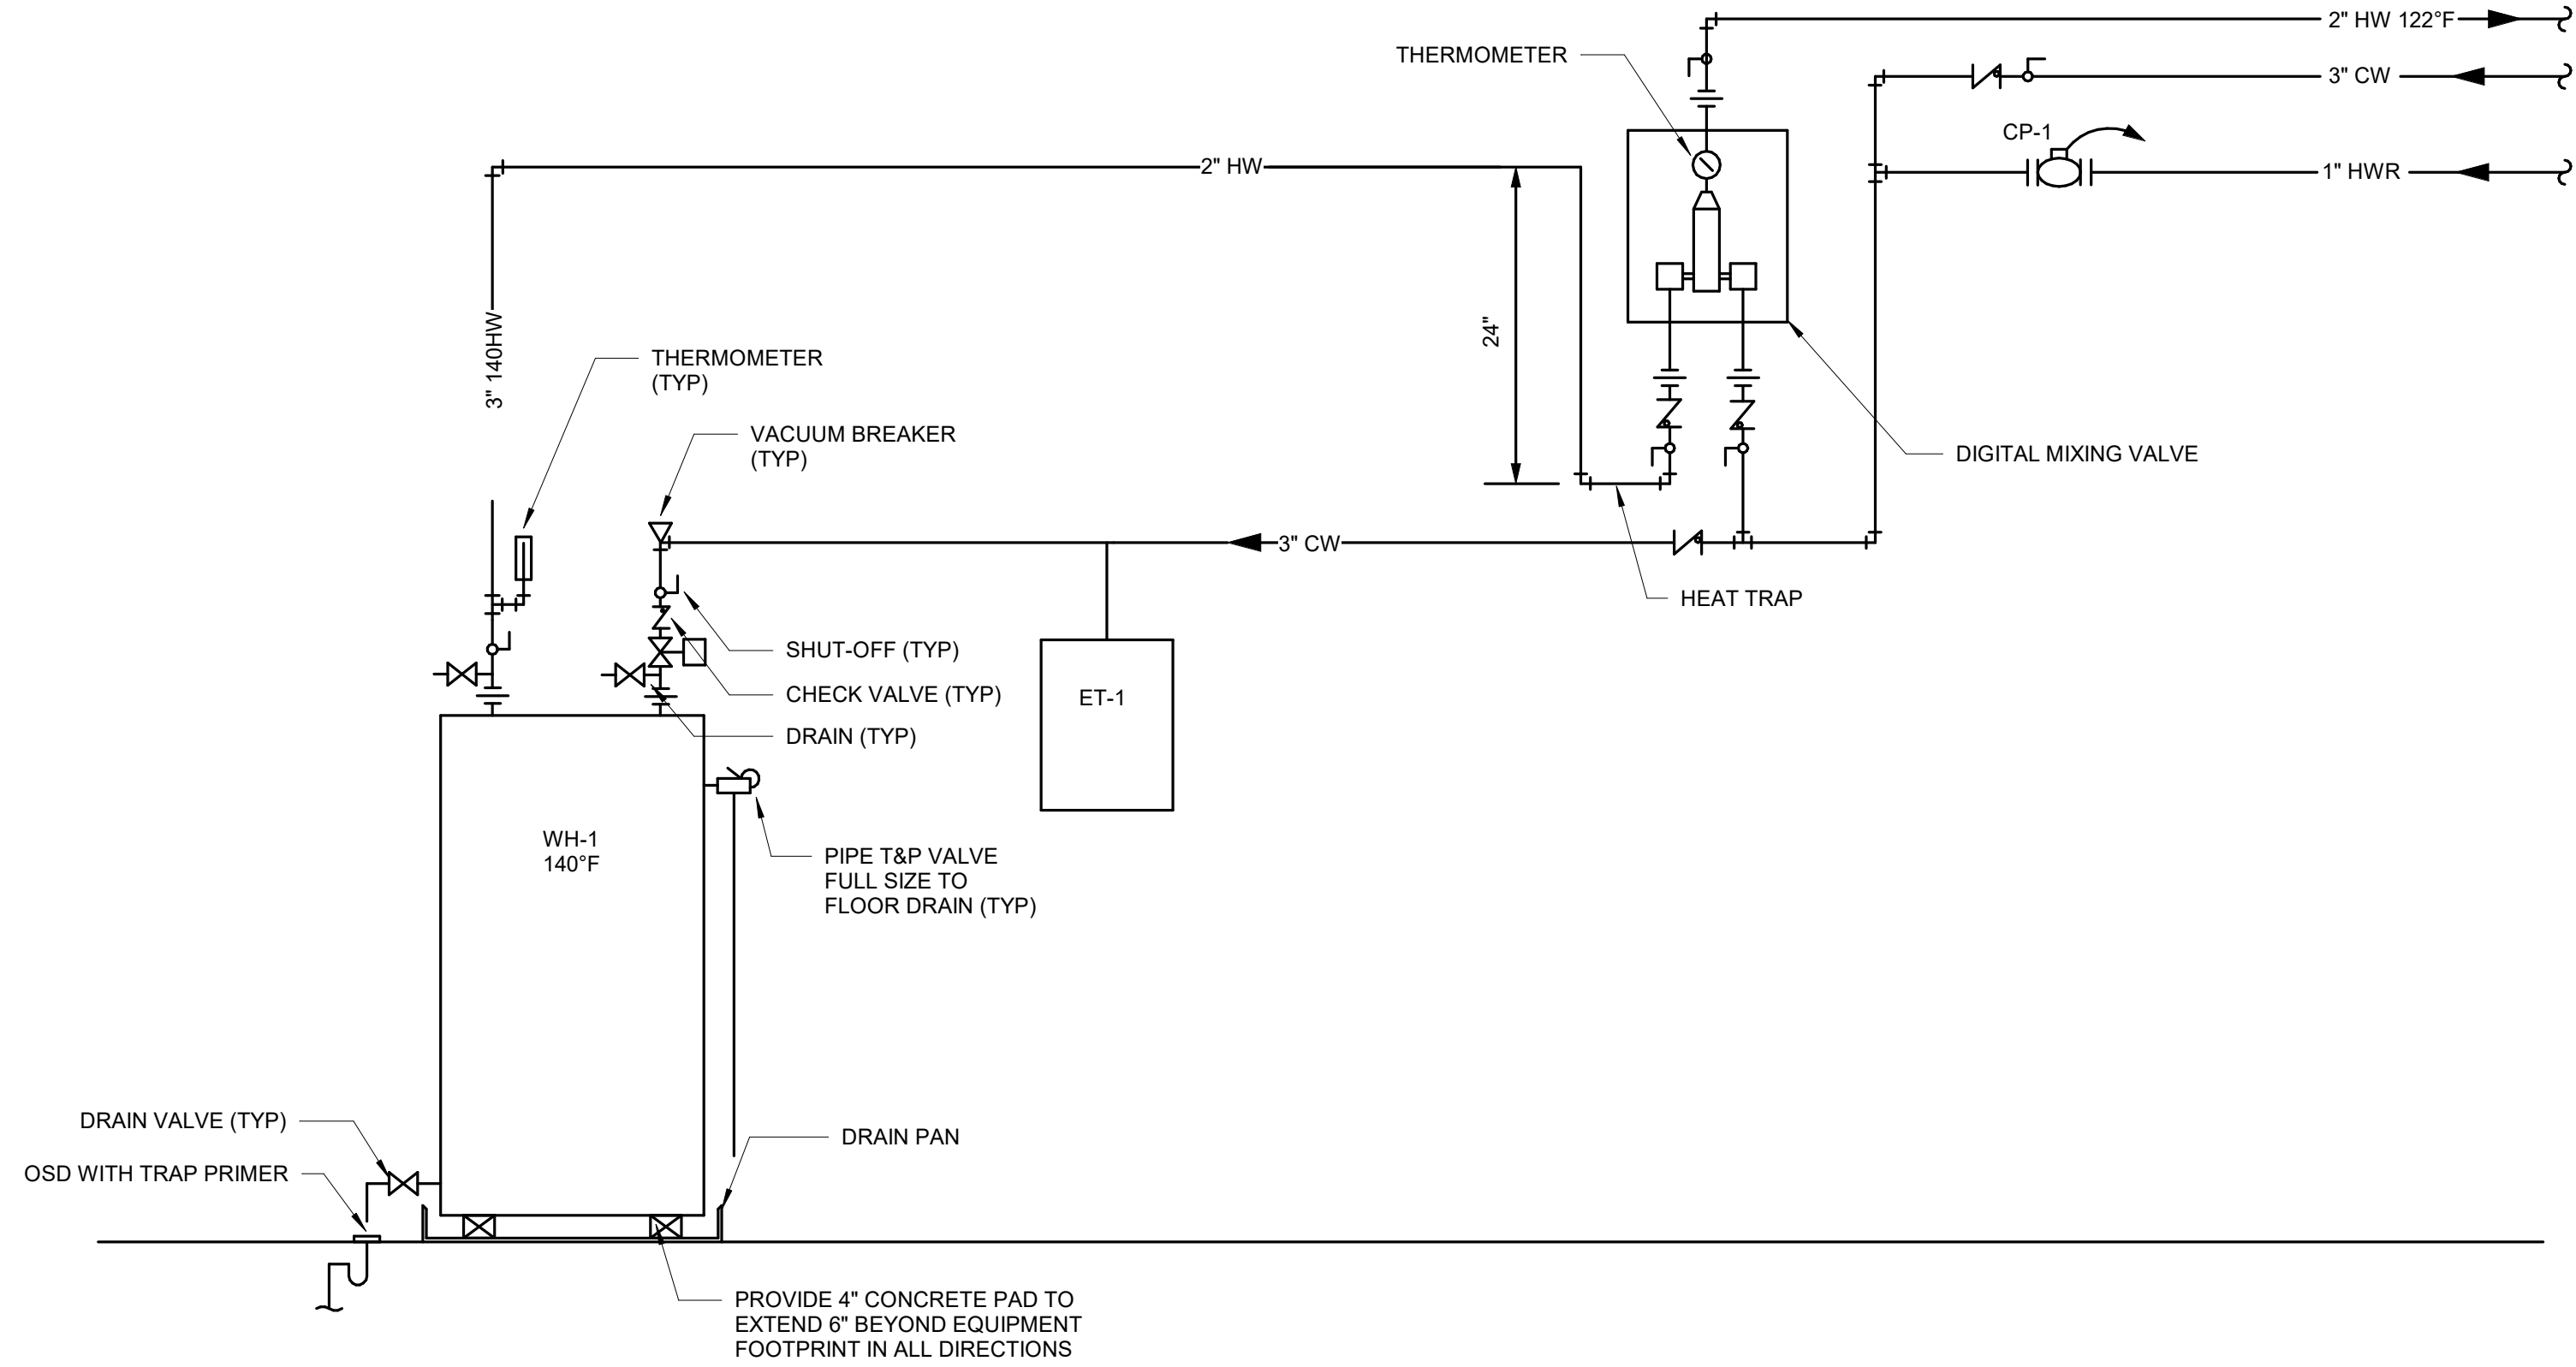 2" HW 122°F
THERMOMETER
3" CW
CP-1
2" HW
1" HWR
24"
3" 140HW
THERMOMETER
(TYP)
VACUUM BREAKER
(TYP)
DIGITAL MIXING VALVE
3" CW
HEAT TRAP
SHUT-OFF (TYP)
CHECK VALVE (TYP)
ET-1
DRAIN (TYP)
WH-1
140°F
PIPE T&P VALVE
FULL SIZE TO
FLOOR DRAIN (TYP)
DRAIN VALVE (TYP)
DRAIN PAN
OSD WITH TRAP PRIMER
PROVIDE 4" CONCRETE PAD TO
EXTEND 6" BEYOND EQUIPMENT
FOOTPRINT IN ALL DIRECTIONS